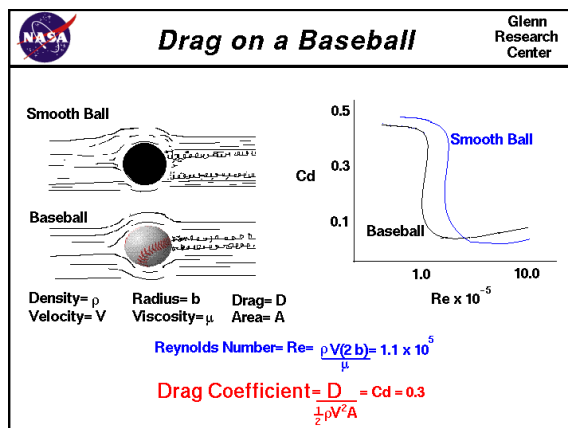 NASA
Drag on a Baseball
Glenn
Research
Center
Smooth Ball
Baseball
Density= ρ Radius= b Drag= D
Velocity= V Viscosity= μ Area= A
0.5
0.3
0.1
Cd
Smooth Ball
Baseball
1.0 10.0
Re x 10⁻⁵
Reynolds Number= Re= ρ V(2 b)/μ = 1.1 x 10⁵
Drag Coefficient= D/(½ρV²A) = Cd = 0.3